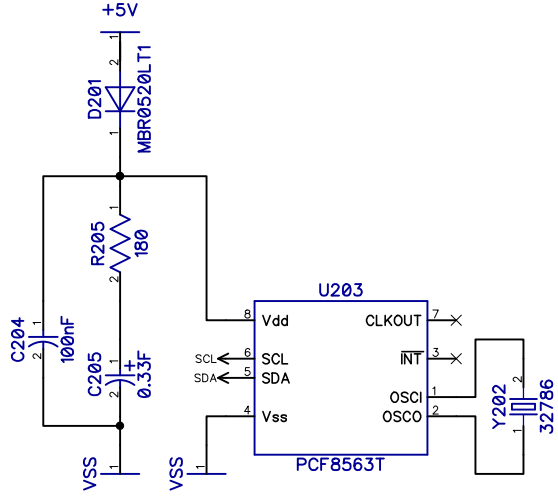 +5V
1
2
D201
MBR0520LT1
1
1
R205
180
2
C204
1
2
100nF
C205
1
+
2
0.33F
VSS
1
VSS
1
U203
8
Vdd
CLKOUT
7
SCL
6
SCL
INT
3
SDA
5
SDA
OSCI
1
4
Vss
OSCO
2
PCF8563T
Y202
2
1
32786